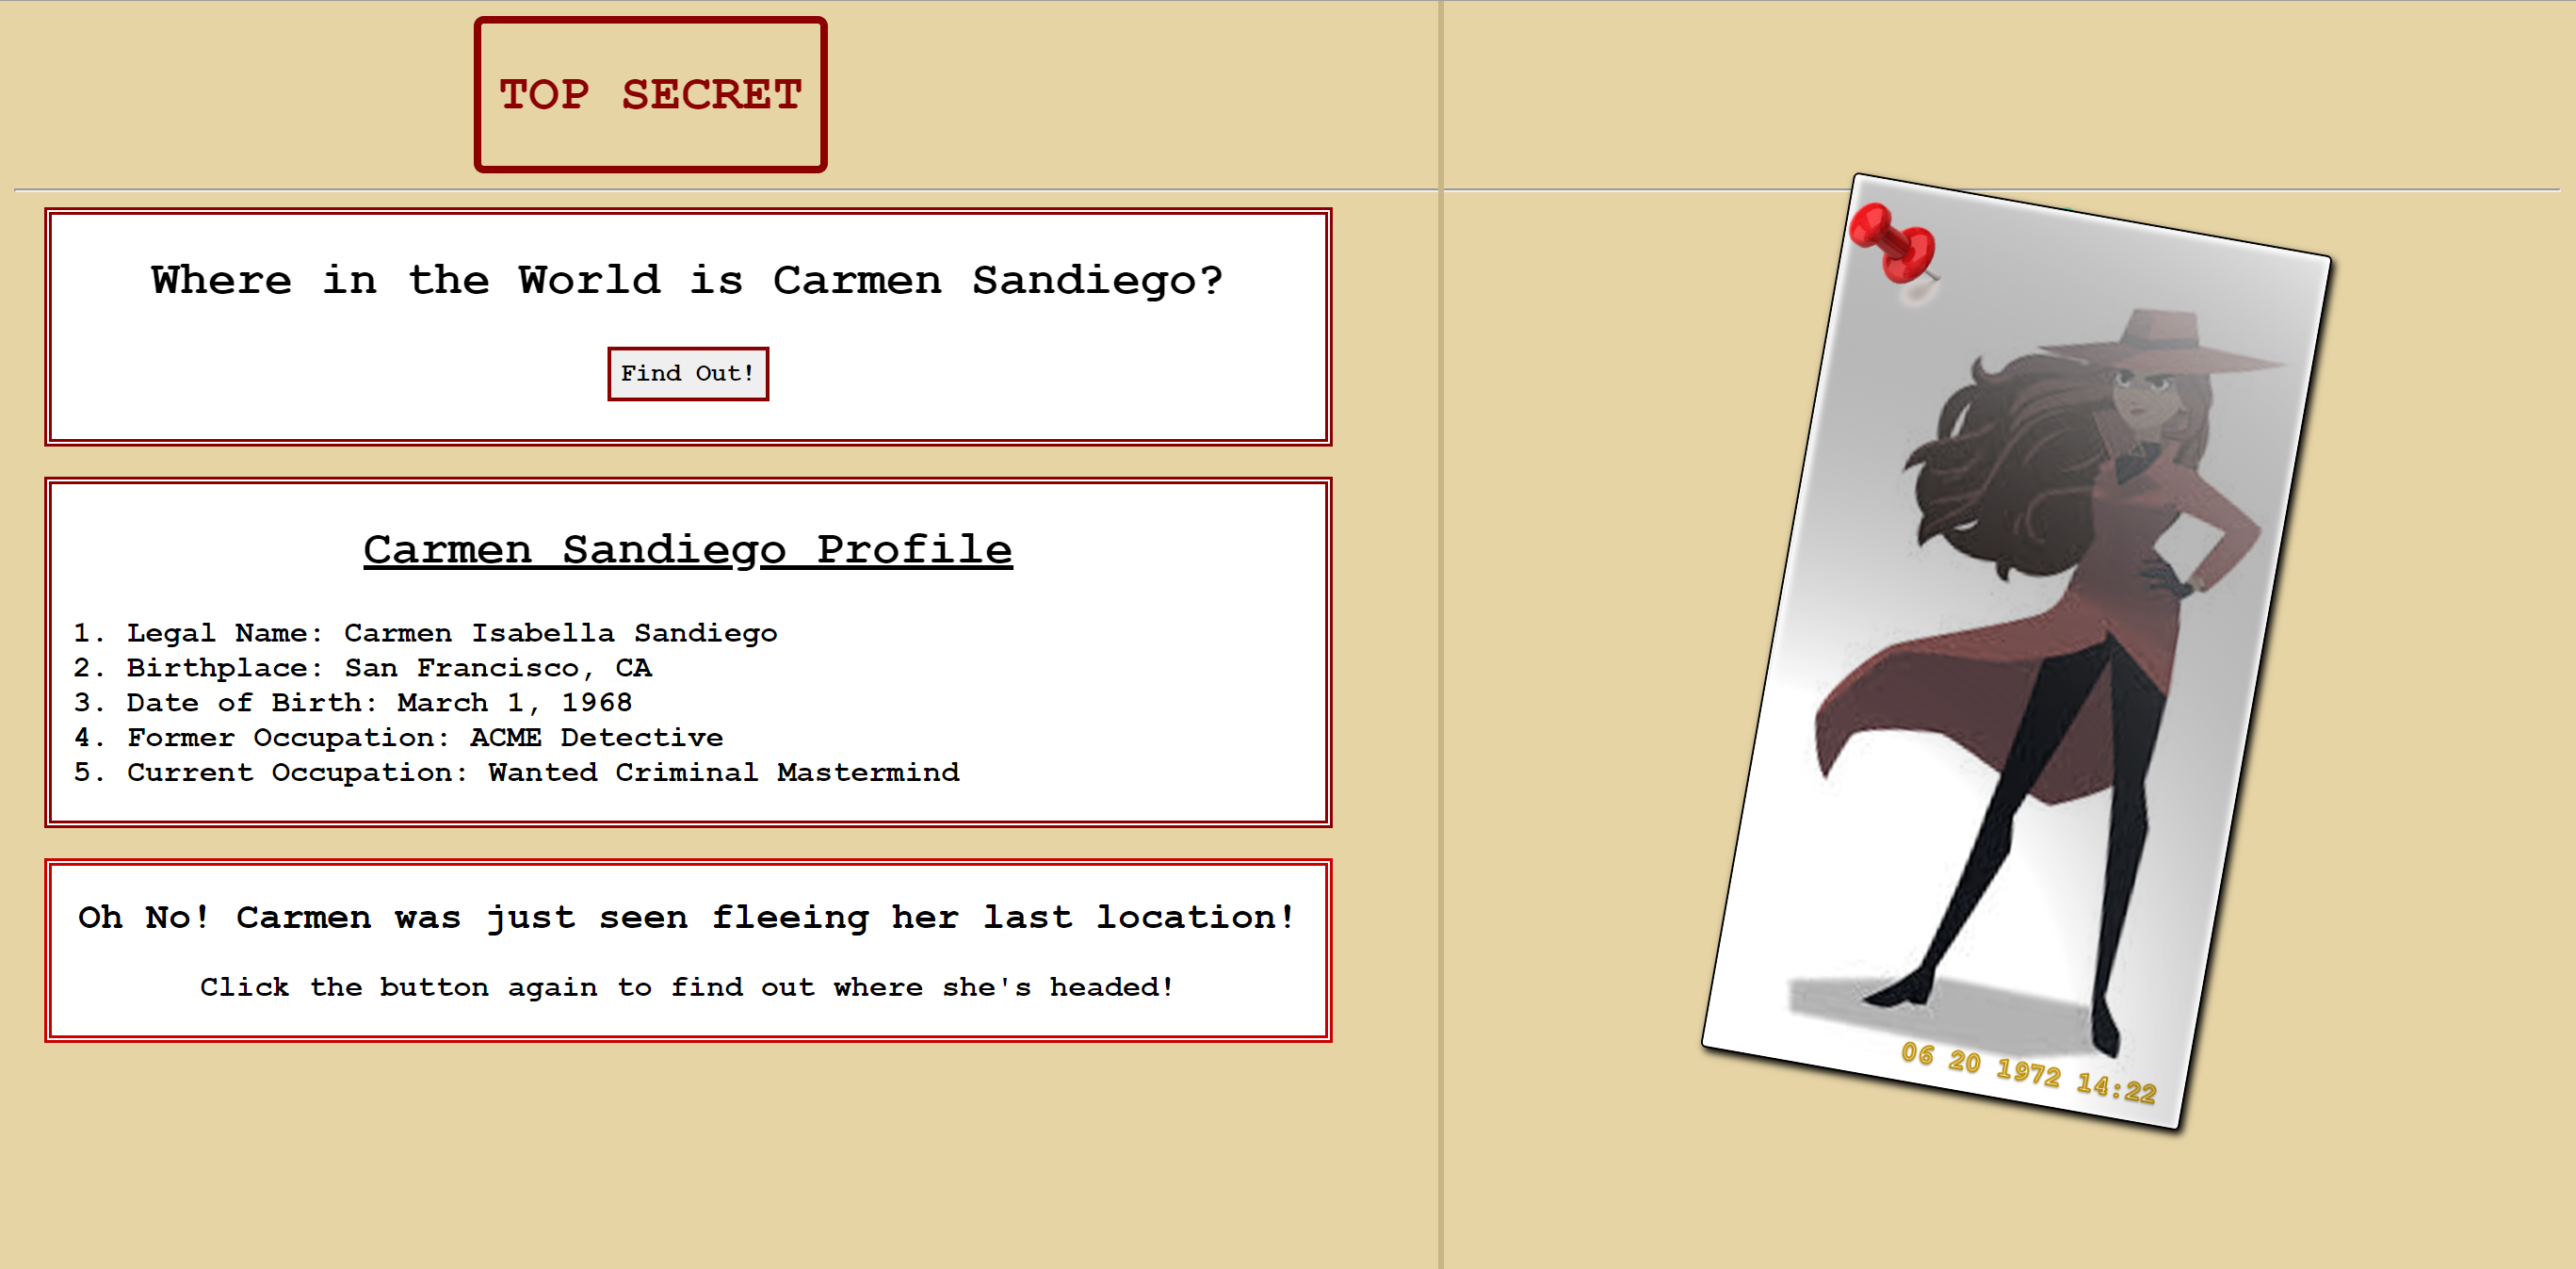 TOP SECRET
Where in the World is Carmen Sandiego?
Find Out!
Carmen Sandiego Profile
1. Legal Name: Carmen Isabella Sandiego
2. Birthplace: San Francisco, CA
3. Date of Birth: March 1, 1968
4. Former Occupation: ACME Detective
5. Current Occupation: Wanted Criminal Mastermind
Oh No! Carmen was just seen fleeing her last location!
Click the button again to find out where she's headed!
06 20 1972 14:22